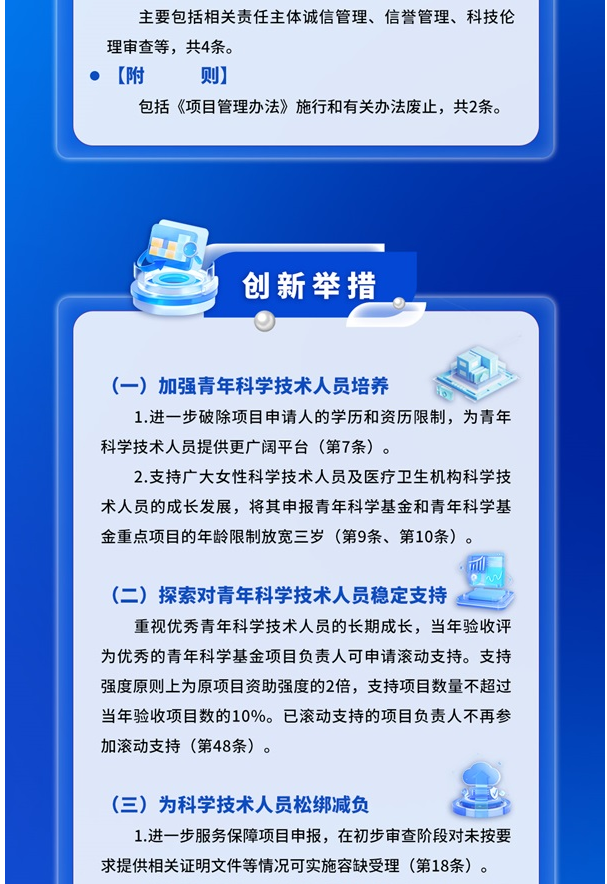 主要包括相关责任主体诚信管理、信誉管理、科技伦
理审查等，共4条。
【附 则】
包括《项目管理办法》施行和有关办法废止，共2条。
创新举措
（一）加强青年科学技术人员培养
1.进一步破除项目申请人的学历和资历限制，为青年
科学技术人员提供更广阔平台（第7条）。
2.支持广大女性科学技术人员及医疗卫生机构科学技
术人员的成长发展，将其申报青年科学基金和青年科学基
金重点项目的年龄限制放宽三岁（第9条、第10条）。
（二）探索对青年科学技术人员稳定支持
重视优秀青年科学技术人员的长期成长，当年验收评
为优秀的青年科学基金项目负责人可申请滚动支持。支持
强度原则上为原项目资助强度的2倍，支持项目数量不超过
当年验收项目数的10%。已滚动支持的项目负责人不再参
加滚动支持（第48条）。
（三）为科学技术人员松绑减负
1.进一步服务保障项目申报，在初步审查阶段对未按要
求提供相关证明文件等情况可实施容缺受理（第18条）。